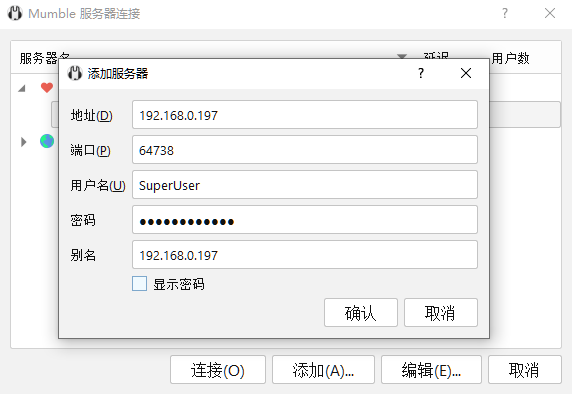 Mumble 服务器连接
服务器名 延迟 用户数
添加服务器
地址(D) 192.168.0.197
端口(P) 64738
用户名(U) SuperUser
密码 ●●●●●●●●●●●●
别名 192.168.0.197
显示密码
确认 取消
连接(O) 添加(A)... 编辑(E)... 取消